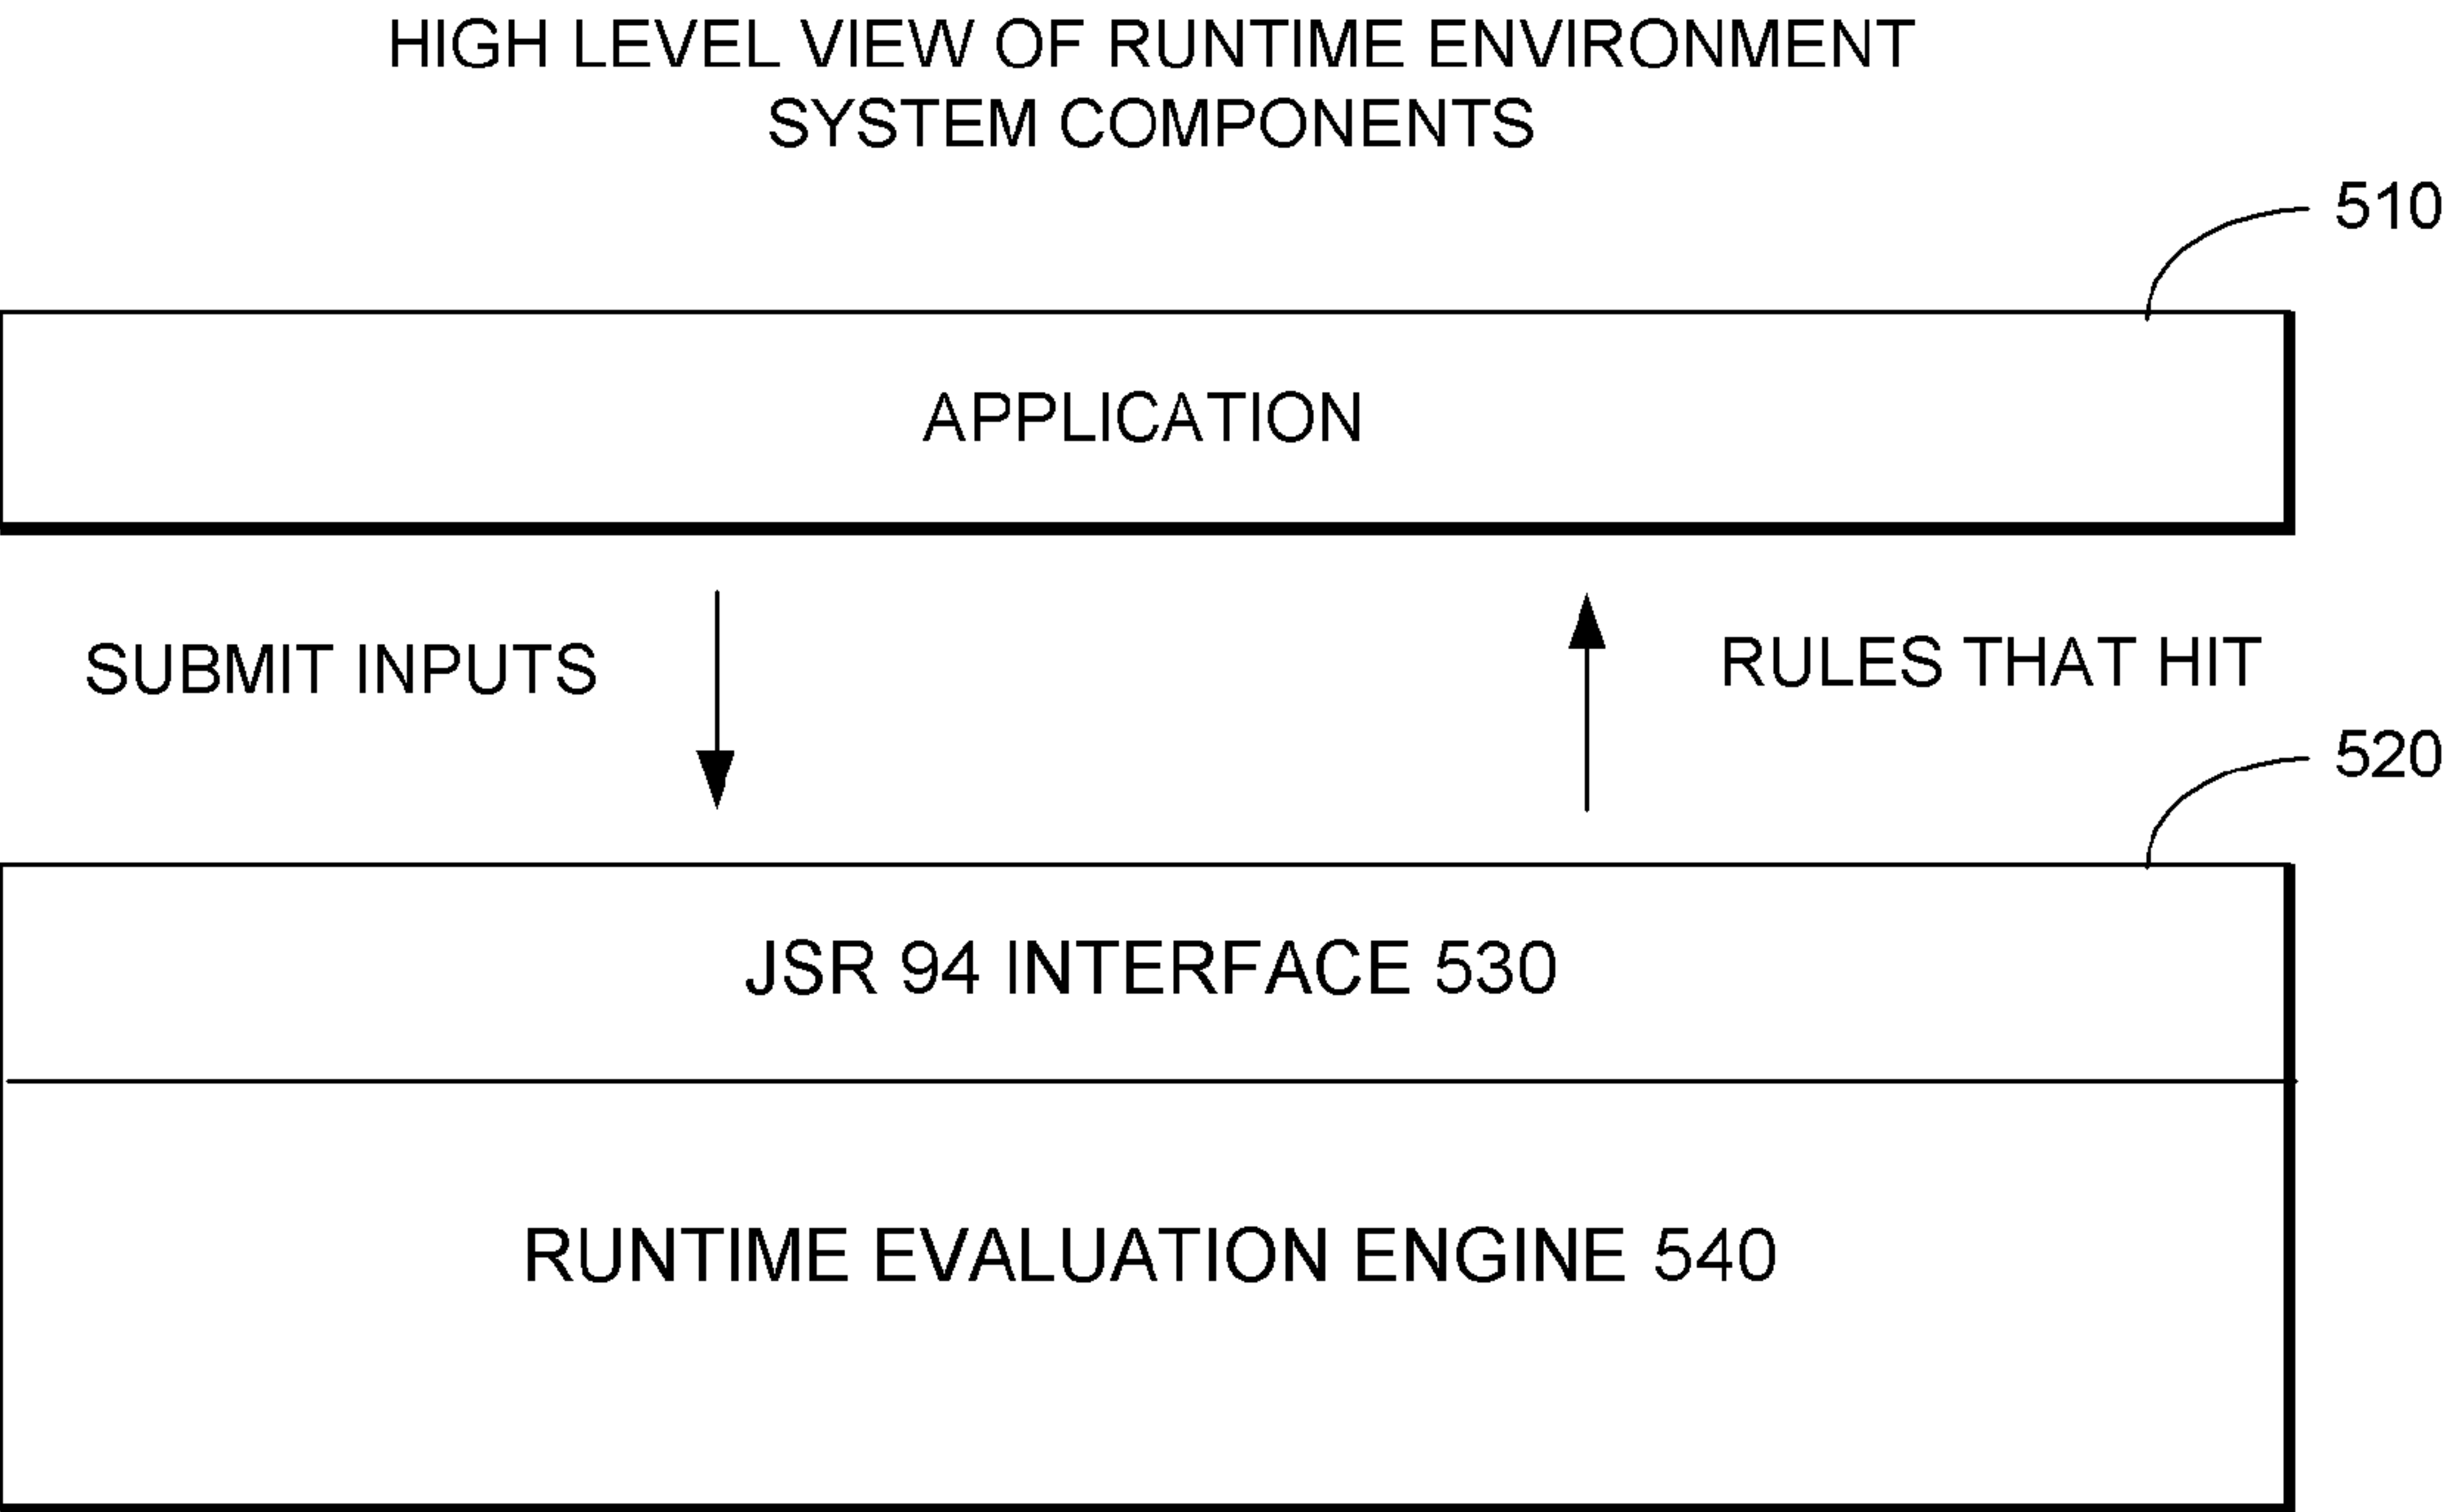 HIGH LEVEL VIEW OF RUNTIME ENVIRONMENT
SYSTEM COMPONENTS
510
APPLICATION
SUBMIT INPUTS
RULES THAT HIT
520
JSR 94 INTERFACE 530
RUNTIME EVALUATION ENGINE 540